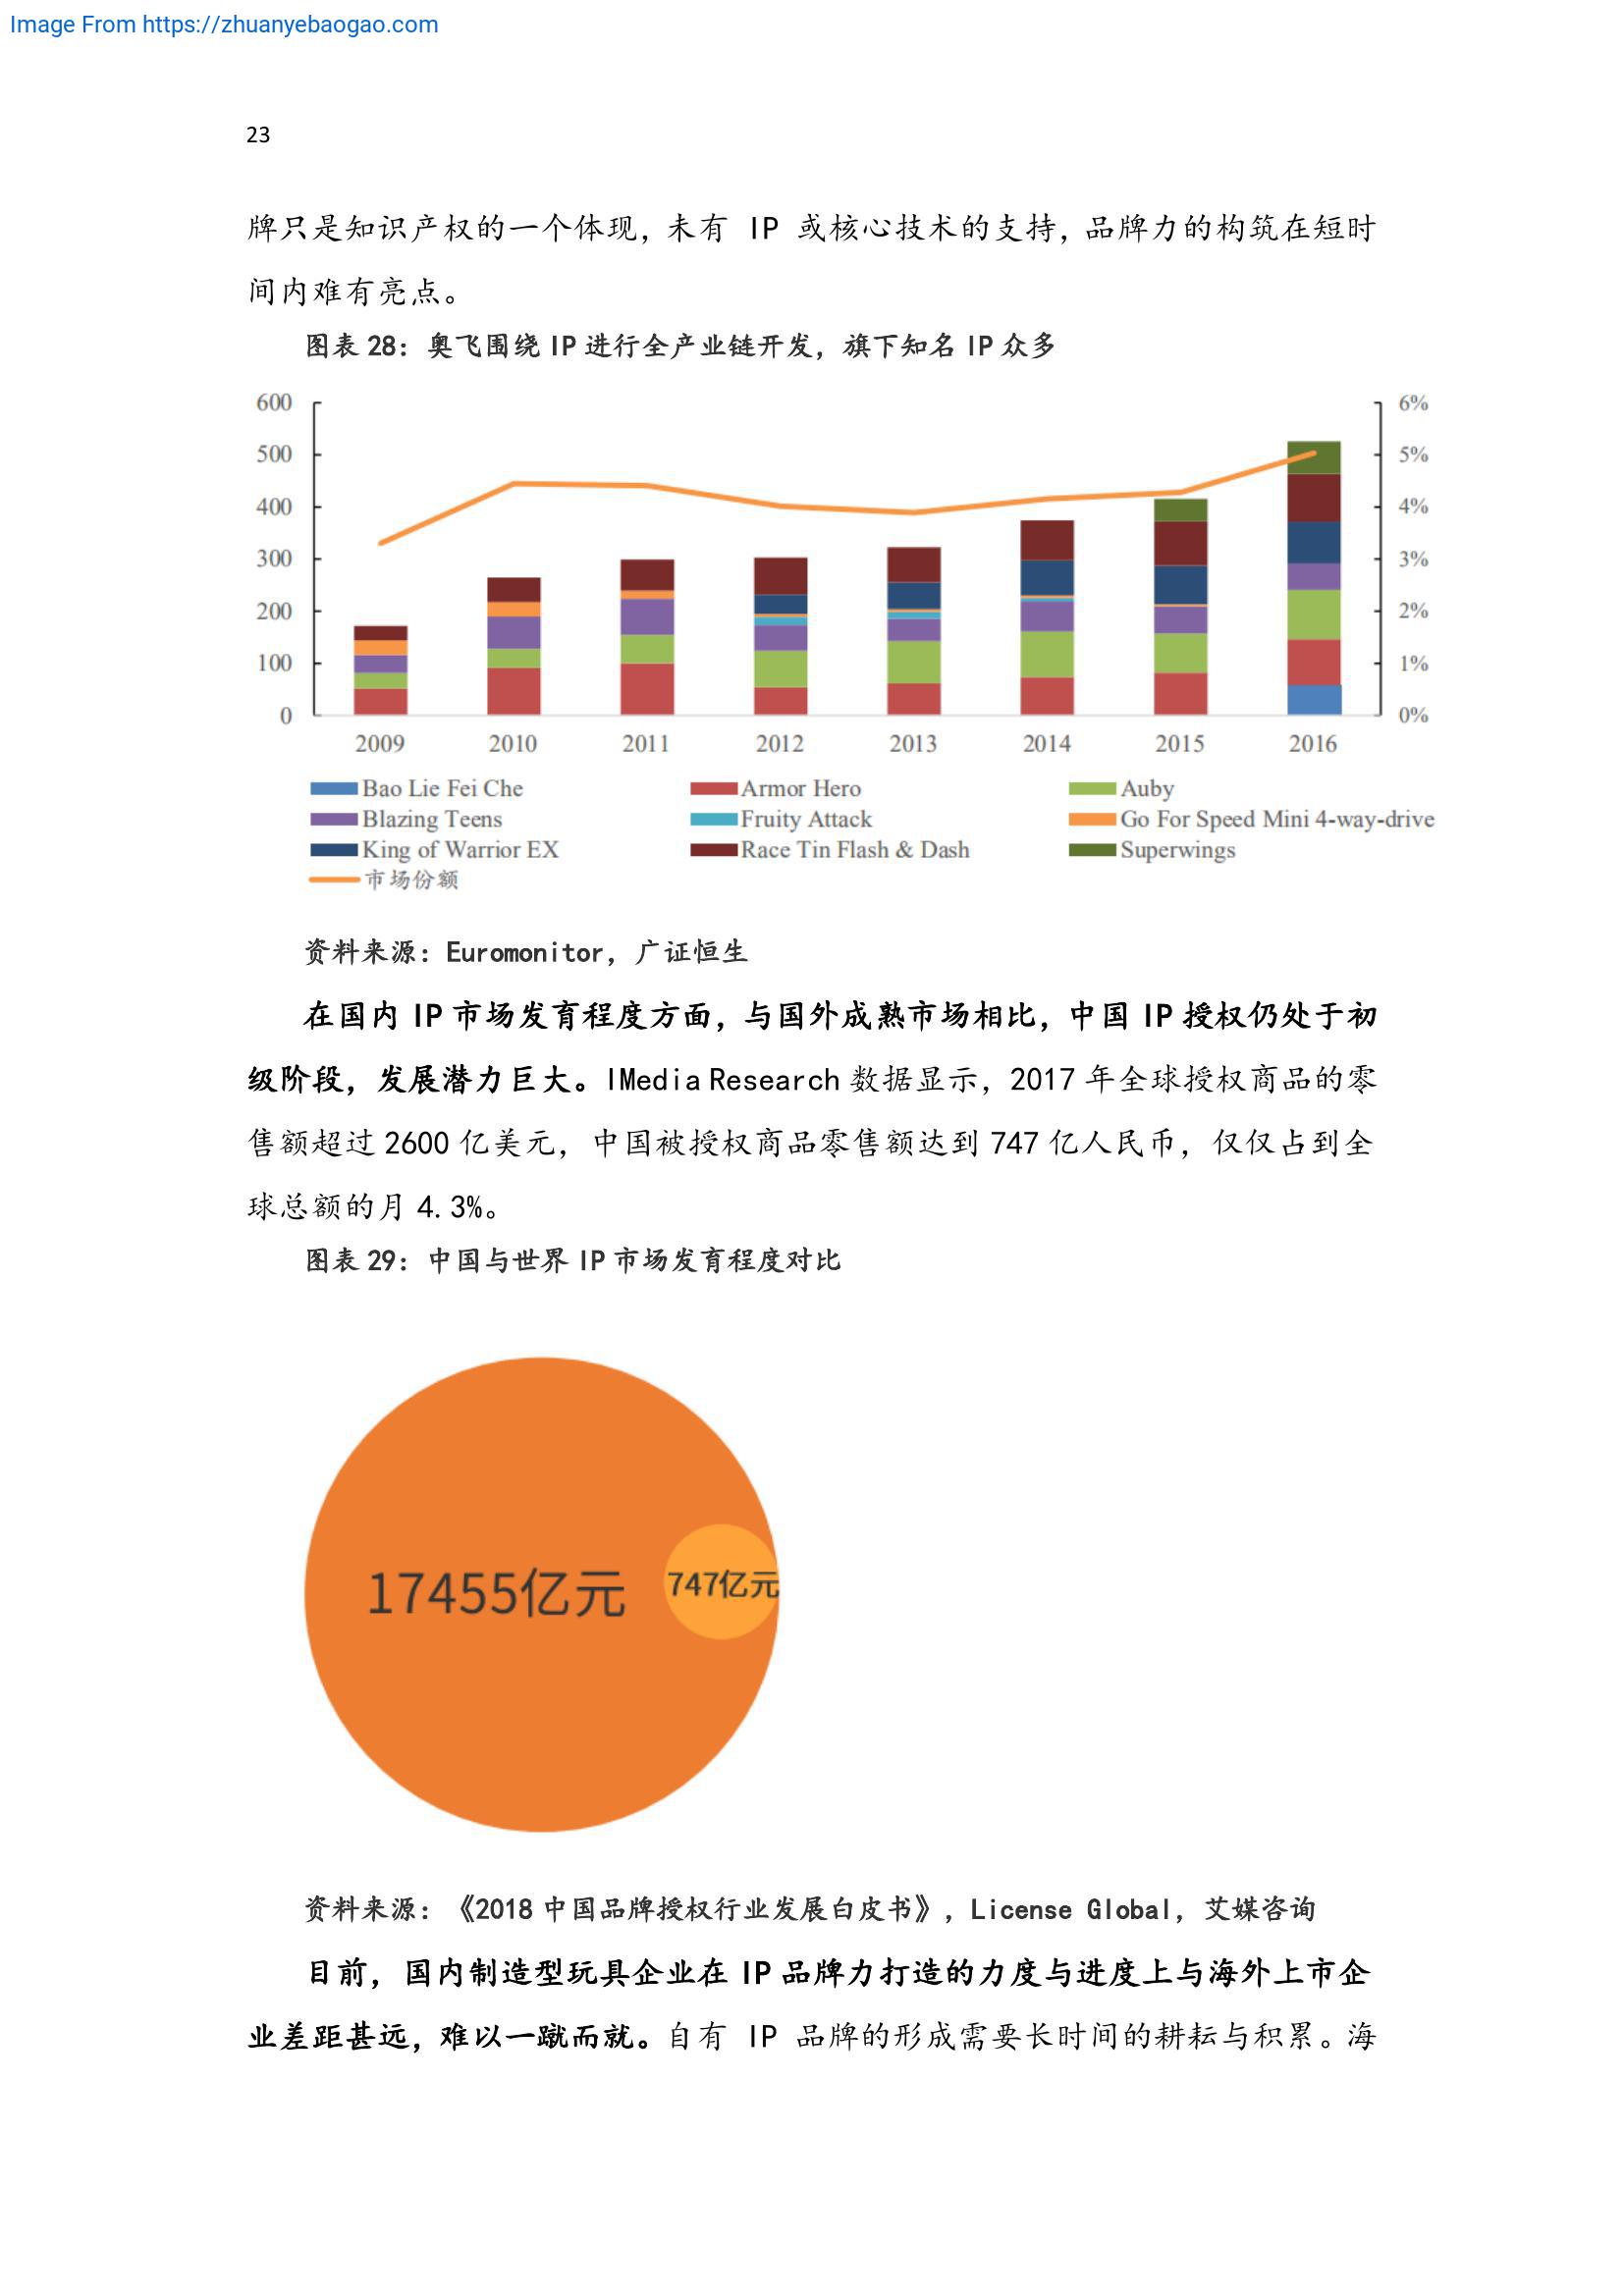 Image From https://zhuanyebaogao.com
23
牌只是知识产权的一个体现，未有 IP 或核心技术的支持，品牌力的构筑在短时
间内难有亮点。
图表 28：奥飞围绕 IP 进行全产业链开发，旗下知名 IP 众多
600 6%
500 5%
400 4%
300 3%
200 2%
100 1%
0 0%
2009 2010 2011 2012 2013 2014 2015 2016
Bao Lie Fei Che Armor Hero Auby
Blazing Teens Fruity Attack Go For Speed Mini 4-way-drive
King of Warrior EX Race Tin Flash & Dash Superwings
市场份额
资料来源：Euromonitor，广证恒生
在国内 IP 市场发育程度方面，与国外成熟市场相比，中国 IP 授权仍处于初
级阶段，发展潜力巨大。IMedia Research 数据显示，2017 年全球授权商品的零
售额超过 2600 亿美元，中国被授权商品零售额达到 747 亿人民币，仅仅占到全
球总额的月 4.3%。
图表 29：中国与世界 IP 市场发育程度对比
17455亿元 747亿元
资料来源：《2018 中国品牌授权行业发展白皮书》，License Global，艾媒咨询
目前，国内制造型玩具企业在 IP 品牌力打造的力度与进度上与海外上市企
业差距甚远，难以一蹴而就。自有 IP 品牌的形成需要长时间的耕耘与积累。海